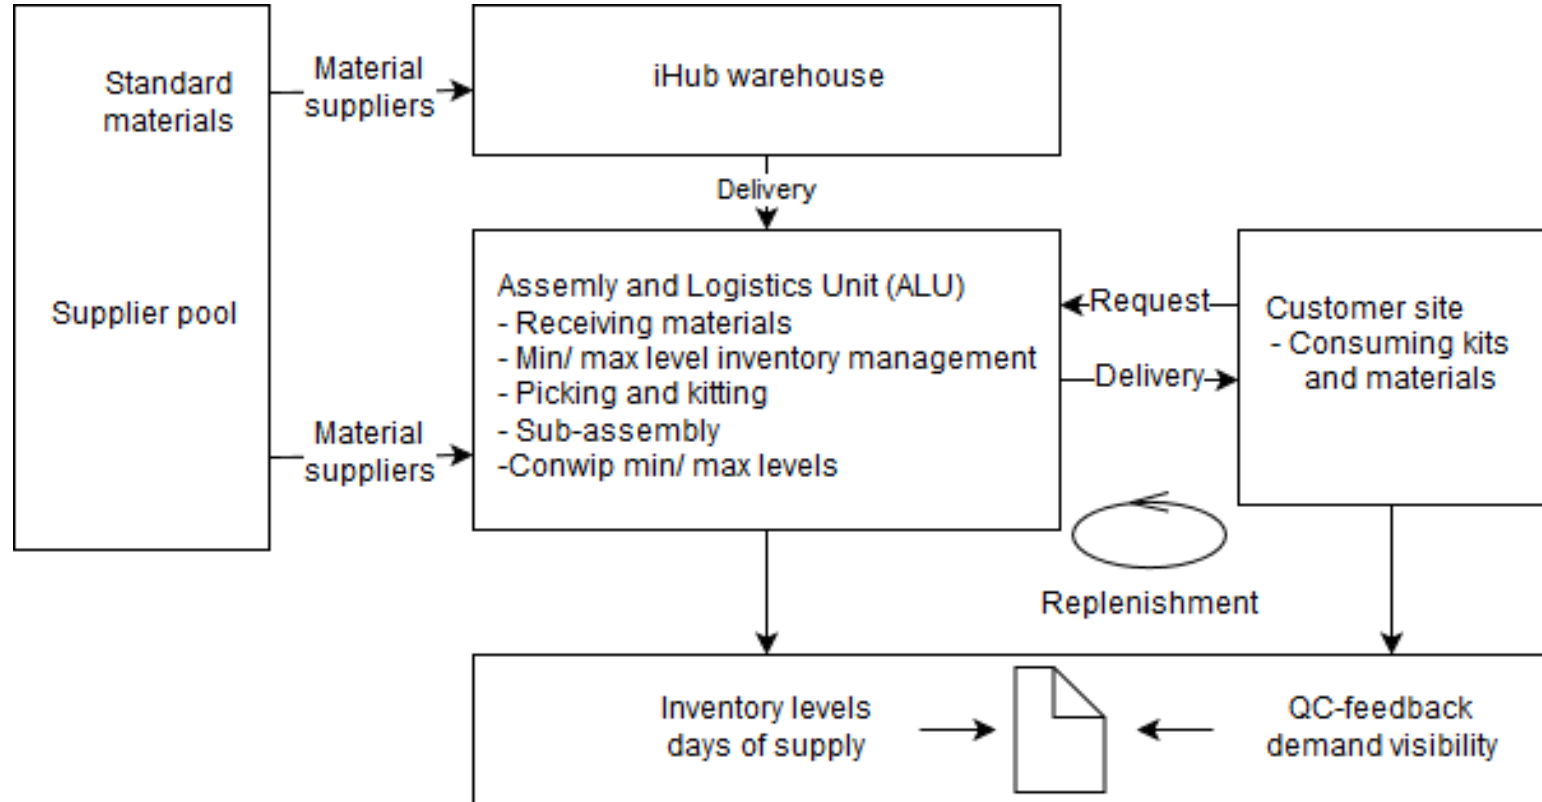 Standard
materials
Supplier pool
Material
suppliers
iHub warehouse
Delivery
Assemly and Logistics Unit (ALU)
- Receiving materials
- Min/ max level inventory management
- Picking and kitting
- Sub-assembly
-Conwip min/ max levels
Material
suppliers
Request
Delivery
Customer site
- Consuming kits
and materials
Replenishment
Inventory levels
days of supply
QC-feedback
demand visibility